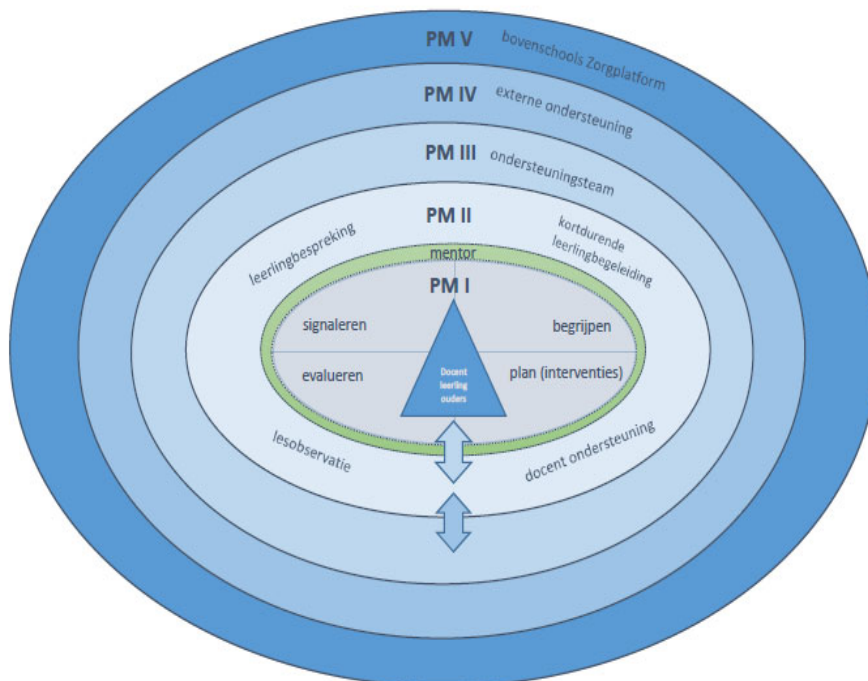 PM V
bovenschools Zorgplatform
PM IV
externe ondersteuning
PM III
ondersteuningsteam
PM II
leerlingbespreking
kortdurende
leerlingbegeleiding
mentor
PM I
signaleren
begrijpen
evalueren
plan (interventies)
Docent
leerling
ouders
lesobservatie
docent ondersteuning